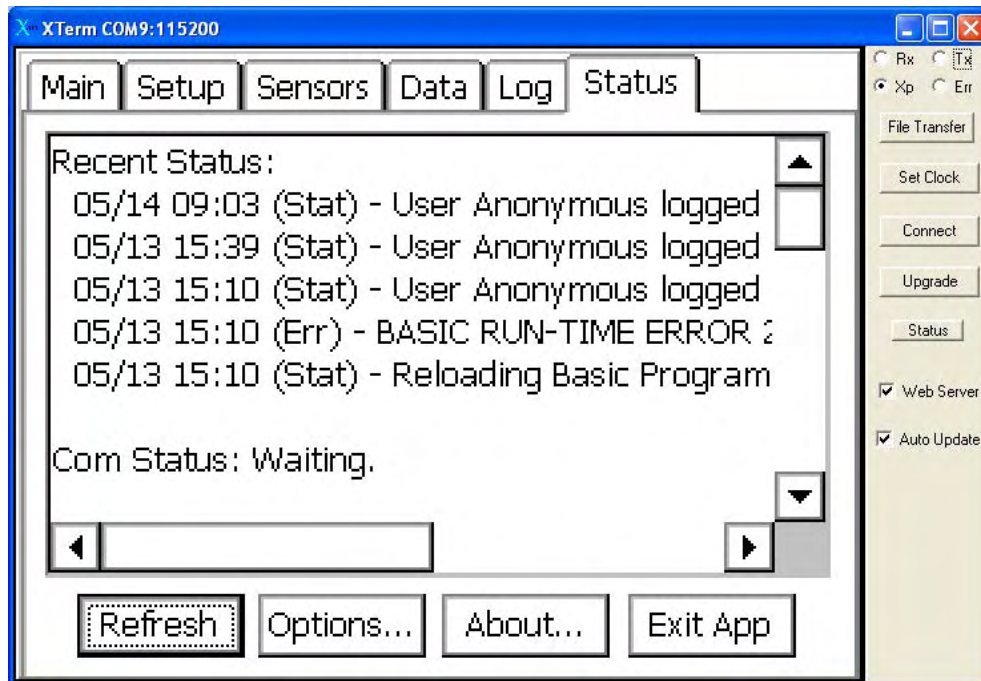 XTerm COM9:115200
Main Setup Sensors Data Log Status
Recent Status:
05/14 09:03 (Stat) - User Anonymous logged
05/13 15:39 (Stat) - User Anonymous logged
05/13 15:10 (Stat) - User Anonymous logged
05/13 15:10 (Err) - BASIC RUN-TIME ERROR 2
05/13 15:10 (Stat) - Reloading Basic Program
Com Status: Waiting.
Refresh Options... About... Exit App
Rx Tx
Xp Err
File Transfer
Set Clock
Connect
Upgrade
Status
Web Server
Auto Update